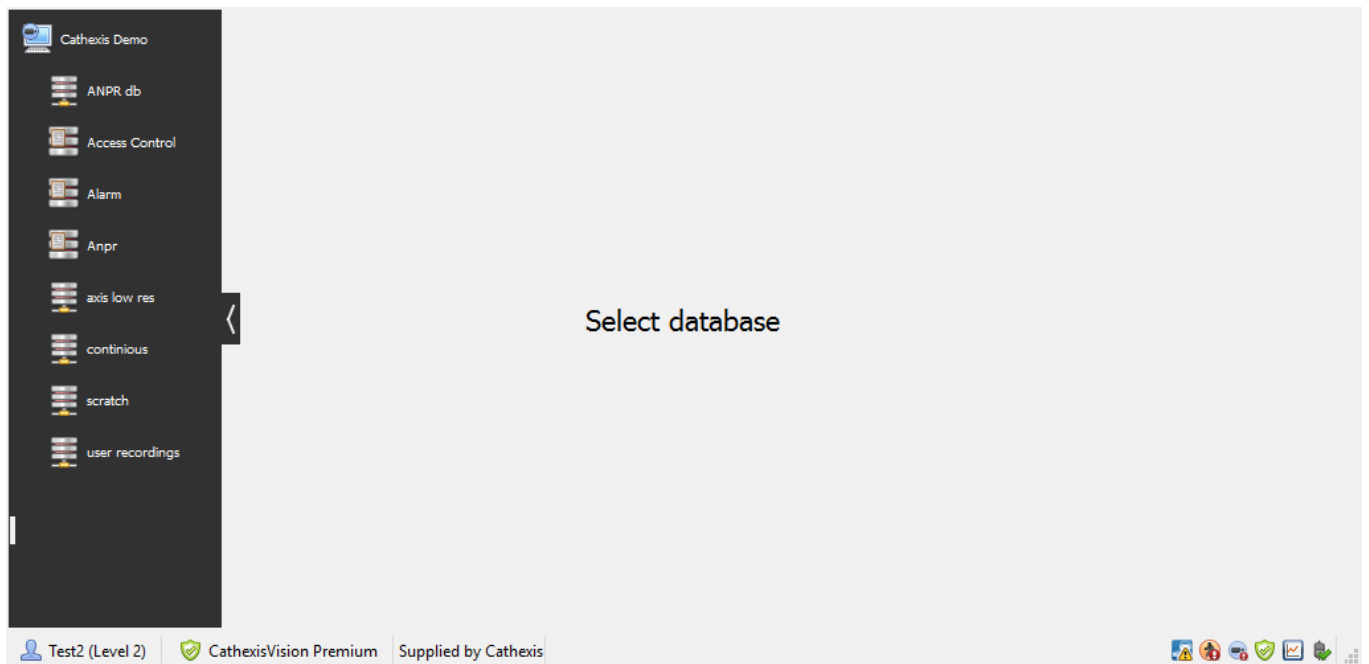 Cathexis Demo
ANPR db
Access Control
Alarm
Anpr
axis low res
continious
scratch
user recordings
Select database
Test2 (Level 2)
CathexisVision Premium
Supplied by Cathexis